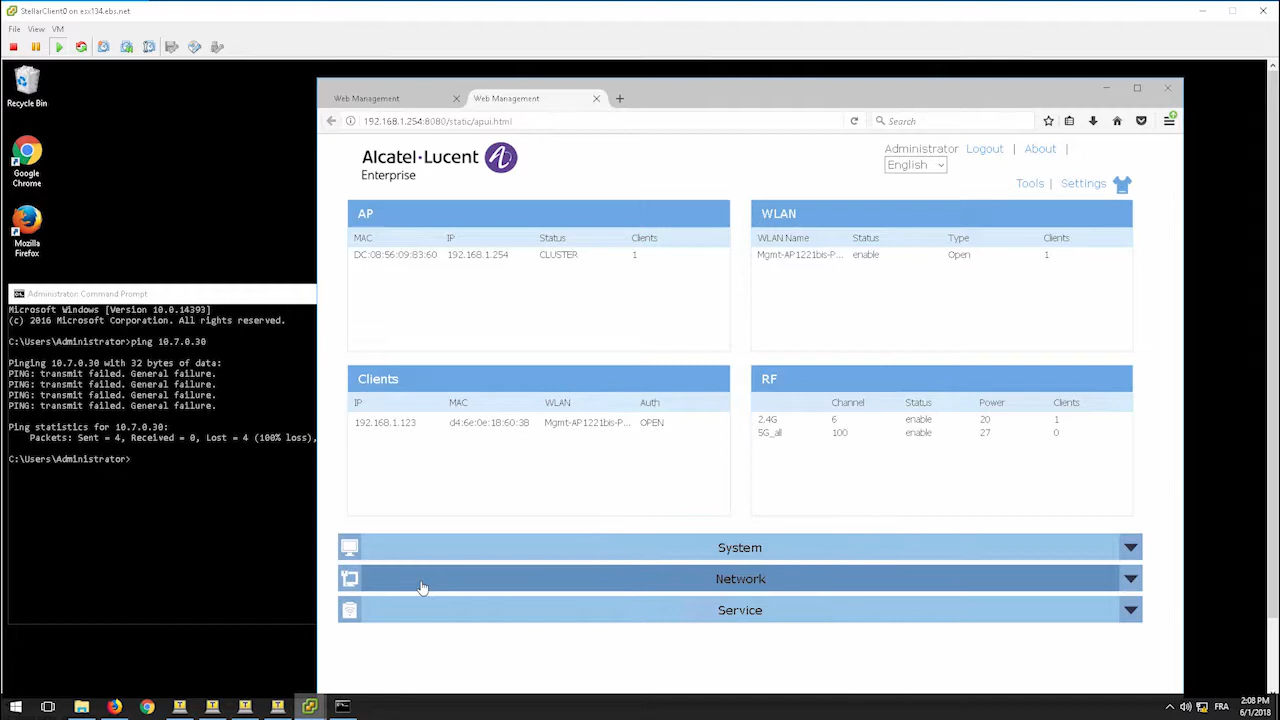 StellarClient0 on esx134.ebs.net
File View VM
Recycle Bin
Google Chrome
Mozilla Firefox
Administrator: Command Prompt
Microsoft Windows [Version 10.0.14393]
(c) 2016 Microsoft Corporation. All rights reserved.
C:\Users\Administrator>ping 10.7.0.30
Pinging 10.7.0.30 with 32 bytes of data:
PING: transmit failed. General failure.
PING: transmit failed. General failure.
PING: transmit failed. General failure.
PING: transmit failed. General failure.
Ping statistics for 10.7.0.30:
Packets: Sent = 4, Received = 0, Lost = 4 (100% loss),
C:\Users\Administrator>
Web Management
Web Management
192.168.1.254:8080/static/apui.html
Search
Alcatel·Lucent
Enterprise
Administrator Logout | About |
English
Tools | Settings
AP
MAC IP Status Clients
DC:08:56:09:83:60 192.168.1.254 CLUSTER 1
WLAN
WLAN Name Status Type Clients
Mgmt-AP1221bis-P... enable Open 1
Clients
IP MAC WLAN Auth
192.168.1.123 d4:6e:0e:18:60:38 Mgmt-AP1221bis-P... OPEN
RF
Channel Status Power Clients
2.4G 6 enable 20 1
5G_all 100 enable 27 0
System
Network
Service
FRA
2:08 PM
6/1/2018